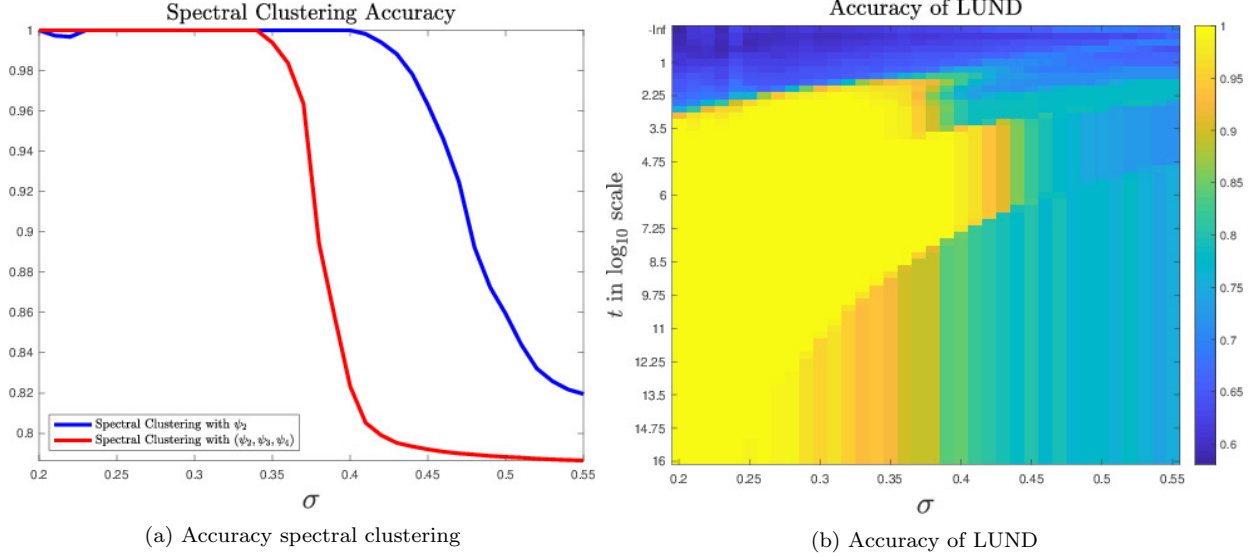 Spectral Clustering Accuracy
1
0.98
0.96
0.94
0.92
0.9
0.88
0.86
0.84
0.82
0.8
Spectral Clustering with ψ₂
Spectral Clustering with (ψ₂, ψ₃, ψ₄)
0.2 0.25 0.3 0.35 0.4 0.45 0.5 0.55
σ
(a) Accuracy spectral clustering
Accuracy of LUND
-Inf
1
2.25
3.5
4.75
6
7.25
8.5
9.75
11
12.25
13.5
14.75
16
t in log₁₀ scale
0.2 0.25 0.3 0.35 0.4 0.45 0.5 0.55
σ
1
0.95
0.9
0.85
0.8
0.75
0.7
0.65
0.6
(b) Accuracy of LUND